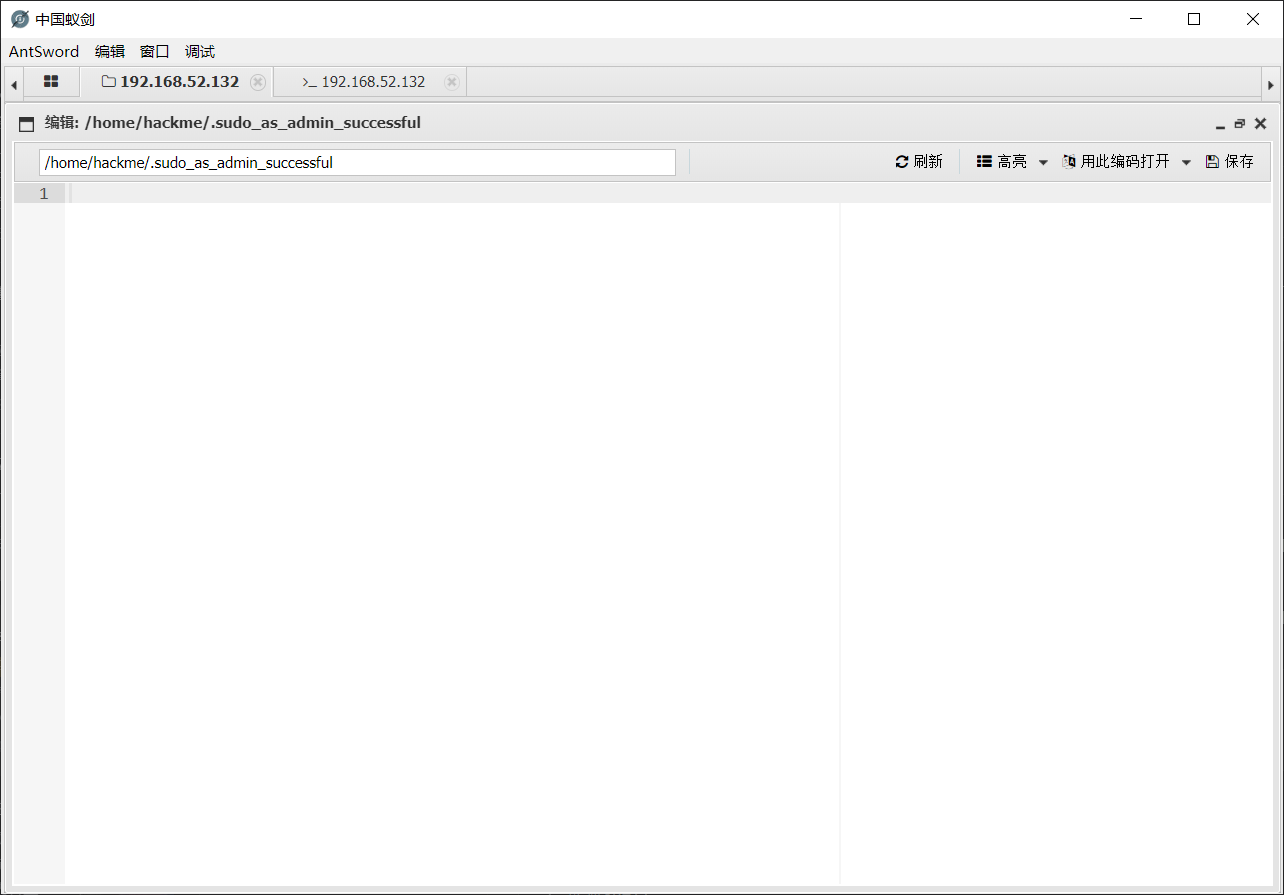 中国蚁剑
AntSword 编辑 窗口 调试
192.168.52.132 >_ 192.168.52.132
编辑: /home/hackme/.sudo_as_admin_successful
/home/hackme/.sudo_as_admin_successful 刷新 高亮 用此编码打开 保存
1